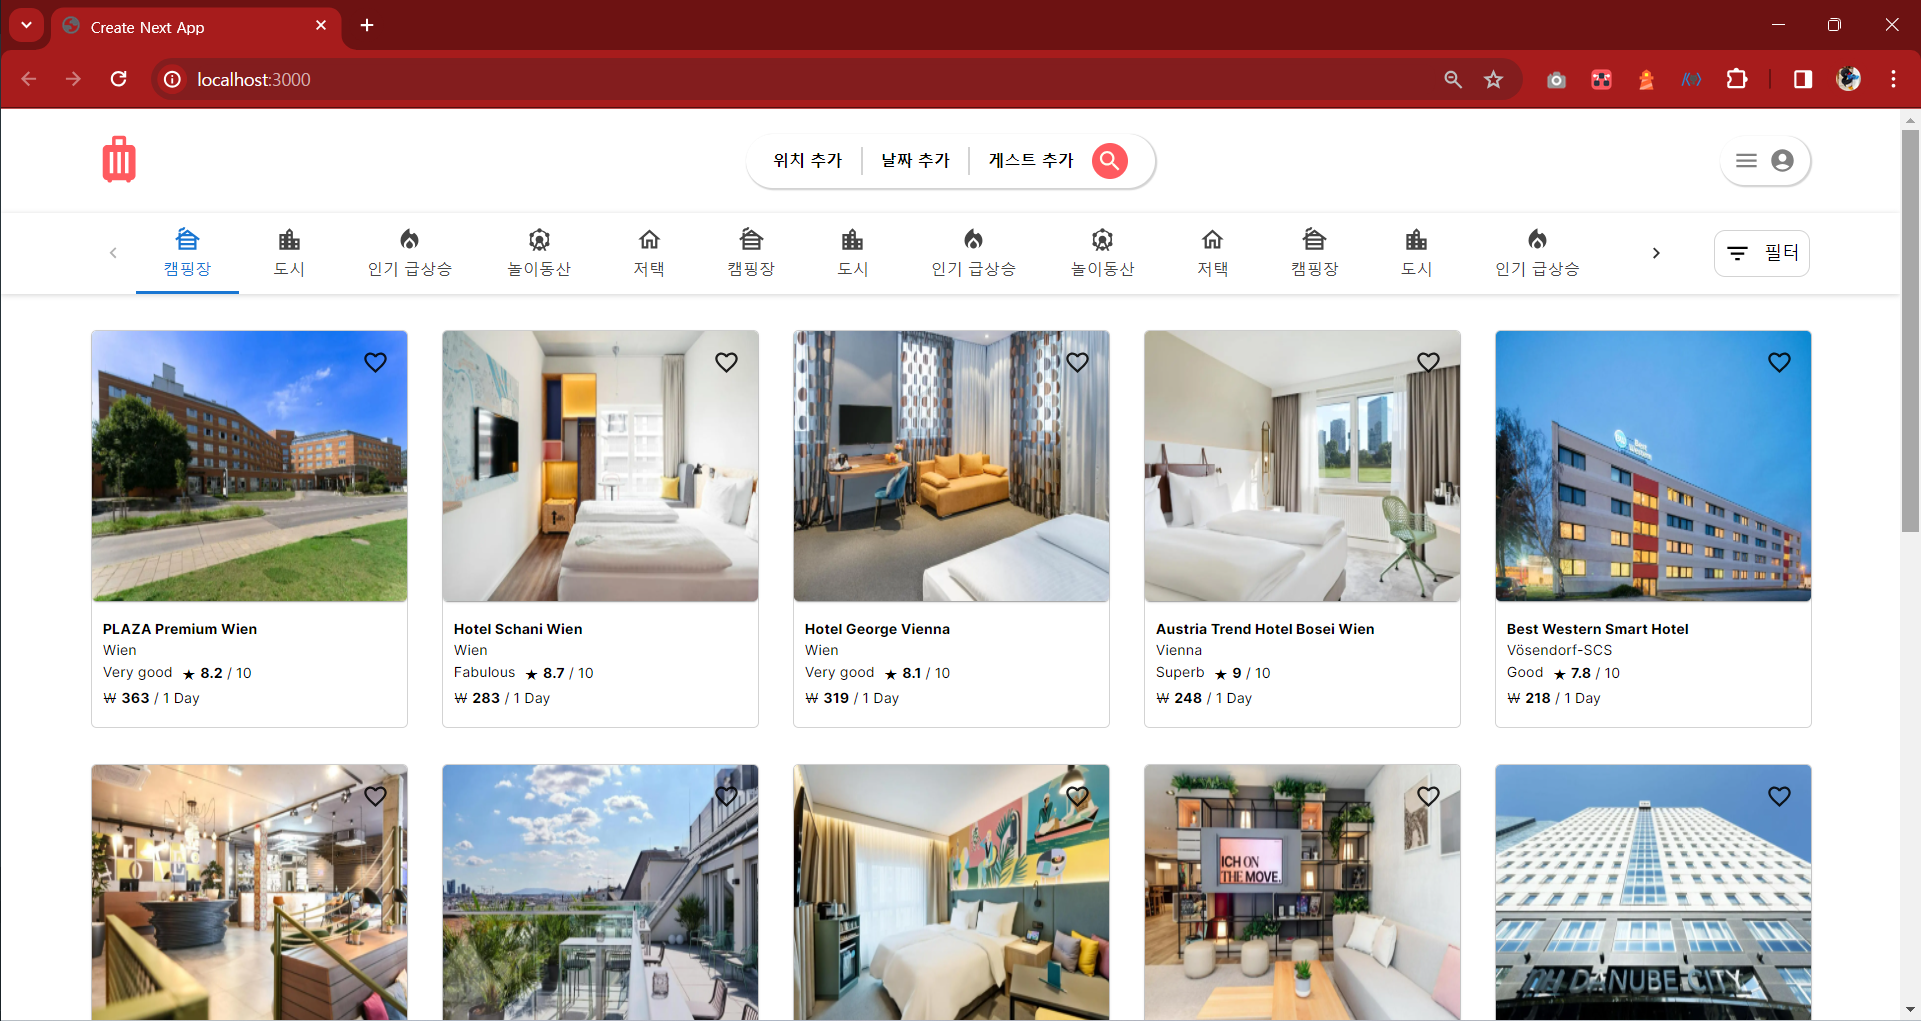 Create Next App
localhost:3000
위치 추가 날짜 추가 게스트 추가
캠핑장 도시 인기 급상승 놀이동산 저택 캠핑장 도시 인기 급상승 놀이동산 저택 캠핑장 도시 인기 급상승 필터
PLAZA Premium Wien
Wien
Very good ★ 8.2 / 10
₩ 363 / 1 Day
Hotel Schani Wien
Wien
Fabulous ★ 8.7 / 10
₩ 283 / 1 Day
Hotel George Vienna
Wien
Very good ★ 8.1 / 10
₩ 319 / 1 Day
Austria Trend Hotel Bosei Wien
Vienna
Superb ★ 9 / 10
₩ 248 / 1 Day
Best Western
Best Western Smart Hotel
Vösendorf-SCS
Good ★ 7.8 / 10
₩ 218 / 1 Day
ICH ON
THE MOVE.
DANUBE CITY